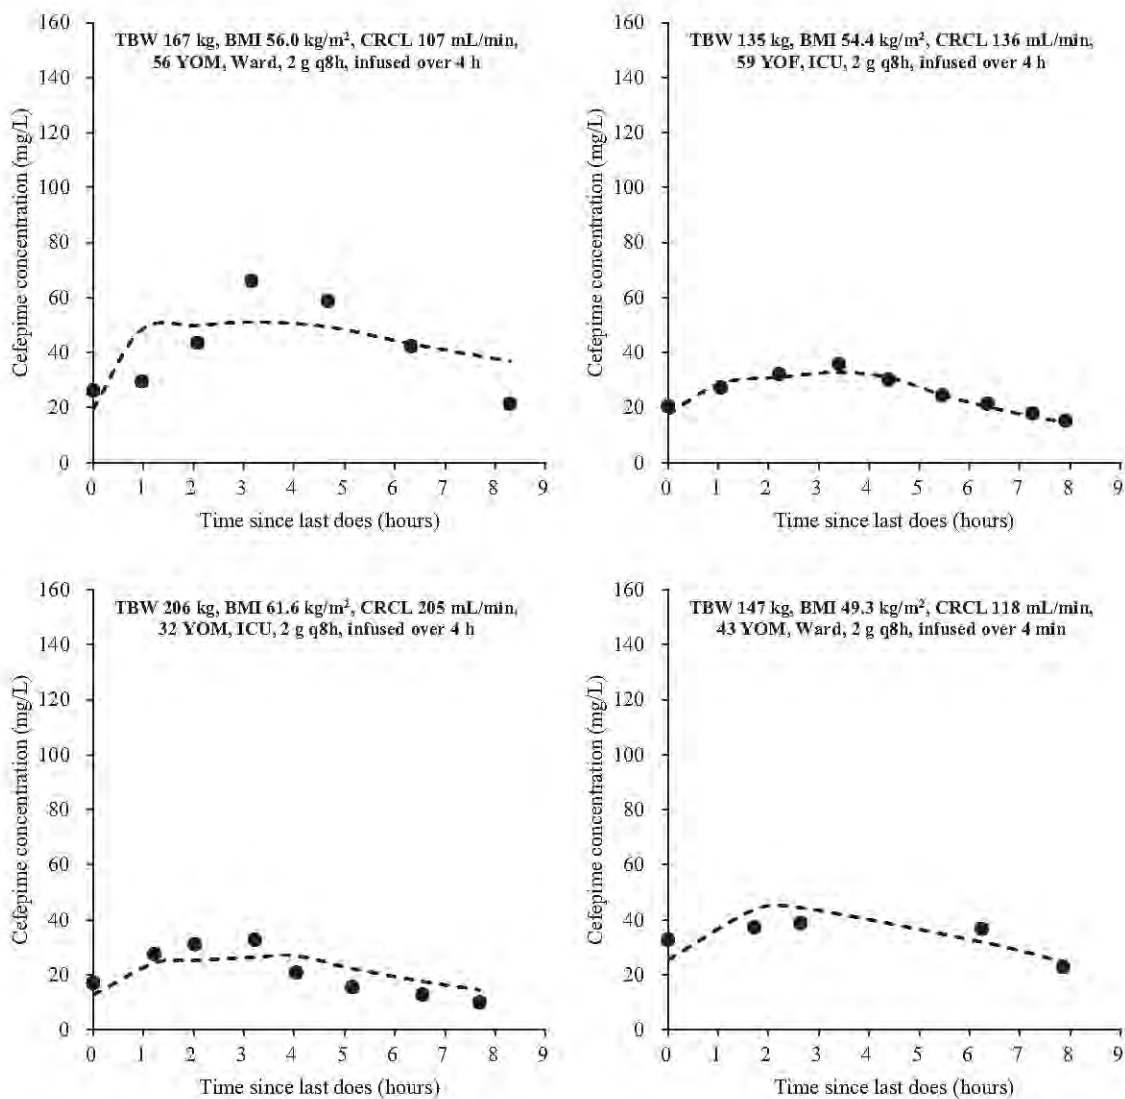 TBW 167 kg, BMI 56.0 kg/m², CRCL 107 mL/min,
56 YOM, Ward, 2 g q8h, infused over 4 h
Cefepime concentration (mg/L)
160
140
120
100
80
60
40
20
0
0 1 2 3 4 5 6 7 8 9
Time since last does (hours)
TBW 135 kg, BMI 54.4 kg/m², CRCL 136 mL/min,
59 YOF, ICU, 2 g q8h, infused over 4 h
Cefepime concentration (mg/L)
160
140
120
100
80
60
40
20
0
0 1 2 3 4 5 6 7 8 9
Time since last does (hours)
TBW 206 kg, BMI 61.6 kg/m², CRCL 205 mL/min,
32 YOM, ICU, 2 g q8h, infused over 4 h
Cefepime concentration (mg/L)
160
140
120
100
80
60
40
20
0
0 1 2 3 4 5 6 7 8 9
Time since last does (hours)
TBW 147 kg, BMI 49.3 kg/m², CRCL 118 mL/min,
43 YOM, Ward, 2 g q8h, infused over 4 min
Cefepime concentration (mg/L)
160
140
120
100
80
60
40
20
0
0 1 2 3 4 5 6 7 8 9
Time since last does (hours)